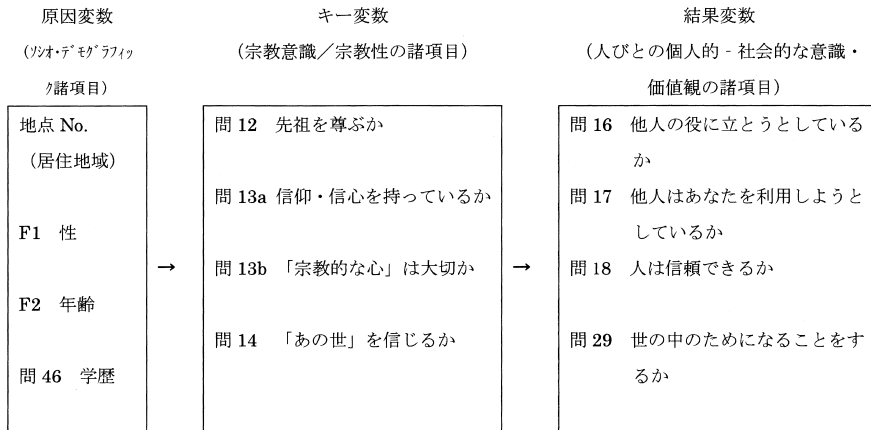 原因変数
(ｿｼｵ･ﾃﾞﾓｸﾞﾗﾌｨｯ
ｸ諸項目)
地点 No.
(居住地域)
F1 性
F2 年齢
問 46 学歴
→
キー変数
(宗教意識/宗教性の諸項目)
問 12 先祖を尊ぶか
問 13a 信仰・信心を持っているか
問 13b 「宗教的な心」は大切か
問 14 「あの世」を信じるか
→
結果変数
(人びとの個人的 - 社会的な意識・
価値観の諸項目)
問 16 他人の役に立とうとしている
か
問 17 他人はあなたを利用しようと
しているか
問 18 人は信頼できるか
問 29 世の中のためになることをす
るか